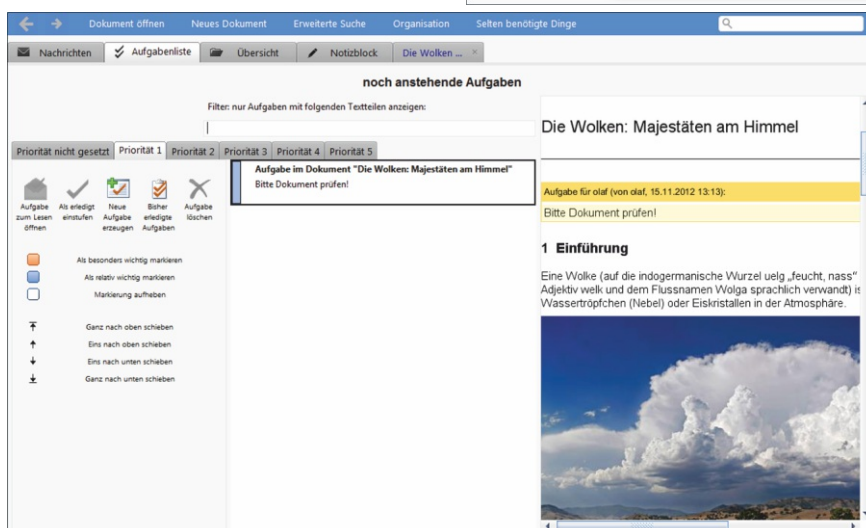 Dokument öffnen Neues Dokument Erweiterte Suche Organisation Selten benötigte Dinge
Nachrichten Aufgabenliste Übersicht Notizblock Die Wolken ... ×
noch anstehende Aufgaben
Filter: nur Aufgaben mit folgenden Textteilen anzeigen:
Priorität nicht gesetzt Priorität 1 Priorität 2 Priorität 3 Priorität 4 Priorität 5
Aufgabe zum Lesen öffnen
Als erledigt einstufen
Neue Aufgabe erzeugen
Bisher erledigte Aufgaben
Aufgabe löschen
Als besonders wichtig markieren
Als relativ wichtig markieren
Markierung aufheben
Ganz nach oben schieben
Eins nach oben schieben
Eins nach unten schieben
Ganz nach unten schieben
Aufgabe im Dokument "Die Wolken: Majestäten am Himmel"
Bitte Dokument prüfen!
Die Wolken: Majestäten am Himmel
Aufgabe für olaf (von olaf, 15.11.2012 13:13):
Bitte Dokument prüfen!
1 Einführung
Eine Wolke (auf die indogermanische Wurzel uelg „feucht, nass"
Adjektiv welk und dem Flussnamen Wolga sprachlich verwandt) is
Wassertröpfchen (Nebel) oder Eiskristallen in der Atmosphäre.